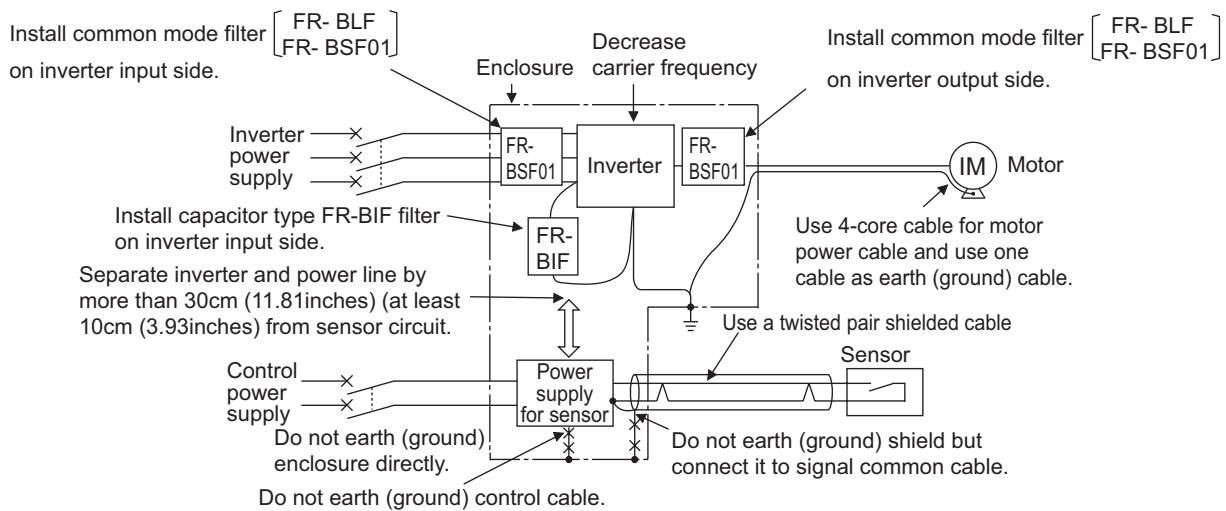 Install common mode filter
FR- BLF
FR- BSF01
on inverter input side.
Enclosure
Decrease
carrier frequency
Install common mode filter
FR- BLF
FR- BSF01
on inverter output side.
Inverter
power
supply
FR-
BSF01
Inverter
FR-
BSF01
IM
Motor
Install capacitor type FR-BIF filter
on inverter input side.
FR-
BIF
Use 4-core cable for motor
power cable and use one
cable as earth (ground) cable.
Separate inverter and power line by
more than 30cm (11.81inches) (at least
10cm (3.93inches) from sensor circuit.
Use a twisted pair shielded cable
Sensor
Control
power
supply
Power
supply
for sensor
Do not earth (ground)
enclosure directly.
Do not earth (ground) shield but
connect it to signal common cable.
Do not earth (ground) control cable.